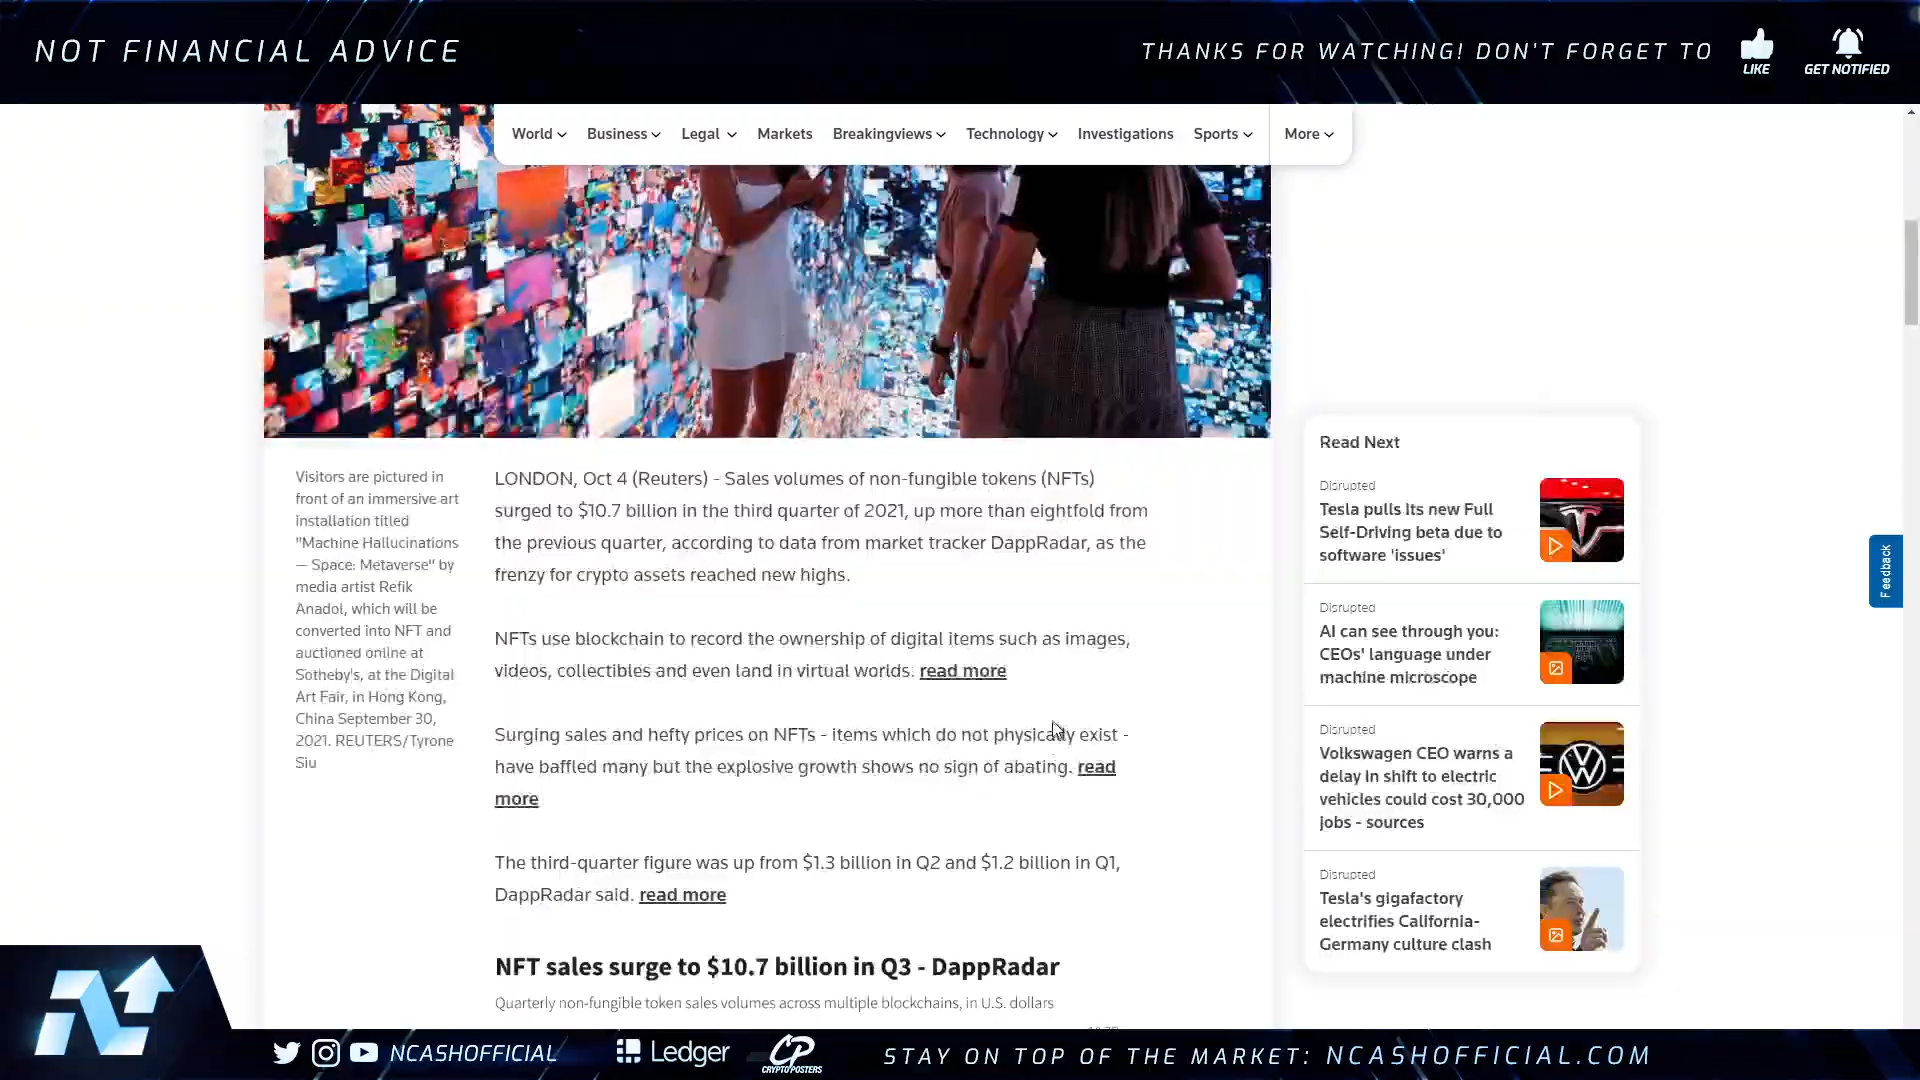 NOT FINANCIAL ADVICE
THANKS FOR WATCHING! DON'T FORGET TO
LIKE
GET NOTIFIED
World Business Legal Markets Breakingviews Technology Investigations Sports More
Visitors are pictured in
front of an immersive art
installation titled
"Machine Hallucinations
— Space: Metaverse" by
media artist Refik
Anadol, which will be
converted into NFT and
auctioned online at
Sotheby's, at the Digital
Art Fair, in Hong Kong,
China September 30,
2021. REUTERS/Tyrone
Siu
LONDON, Oct 4 (Reuters) - Sales volumes of non-fungible tokens (NFTs)
surged to $10.7 billion in the third quarter of 2021, up more than eightfold from
the previous quarter, according to data from market tracker DappRadar, as the
frenzy for crypto assets reached new highs.
NFTs use blockchain to record the ownership of digital items such as images,
videos, collectibles and even land in virtual worlds. read more
Surging sales and hefty prices on NFTs - items which do not physically exist -
have baffled many but the explosive growth shows no sign of abating. read
more
The third-quarter figure was up from $1.3 billion in Q2 and $1.2 billion in Q1,
DappRadar said. read more
NFT sales surge to $10.7 billion in Q3 - DappRadar
Quarterly non-fungible token sales volumes across multiple blockchains, in U.S. dollars
Read Next
Disrupted
Tesla pulls its new Full
Self-Driving beta due to
software 'issues'
Disrupted
AI can see through you:
CEOs' language under
machine microscope
Disrupted
Volkswagen CEO warns a
delay in shift to electric
vehicles could cost 30,000
jobs - sources
Disrupted
Tesla's gigafactory
electrifies California-
Germany culture clash
Feedback
NCASHOFFICIAL
Ledger
CP
CRYPTOPOSTERS
STAY ON TOP OF THE MARKET: NCASHOFFICIAL.COM